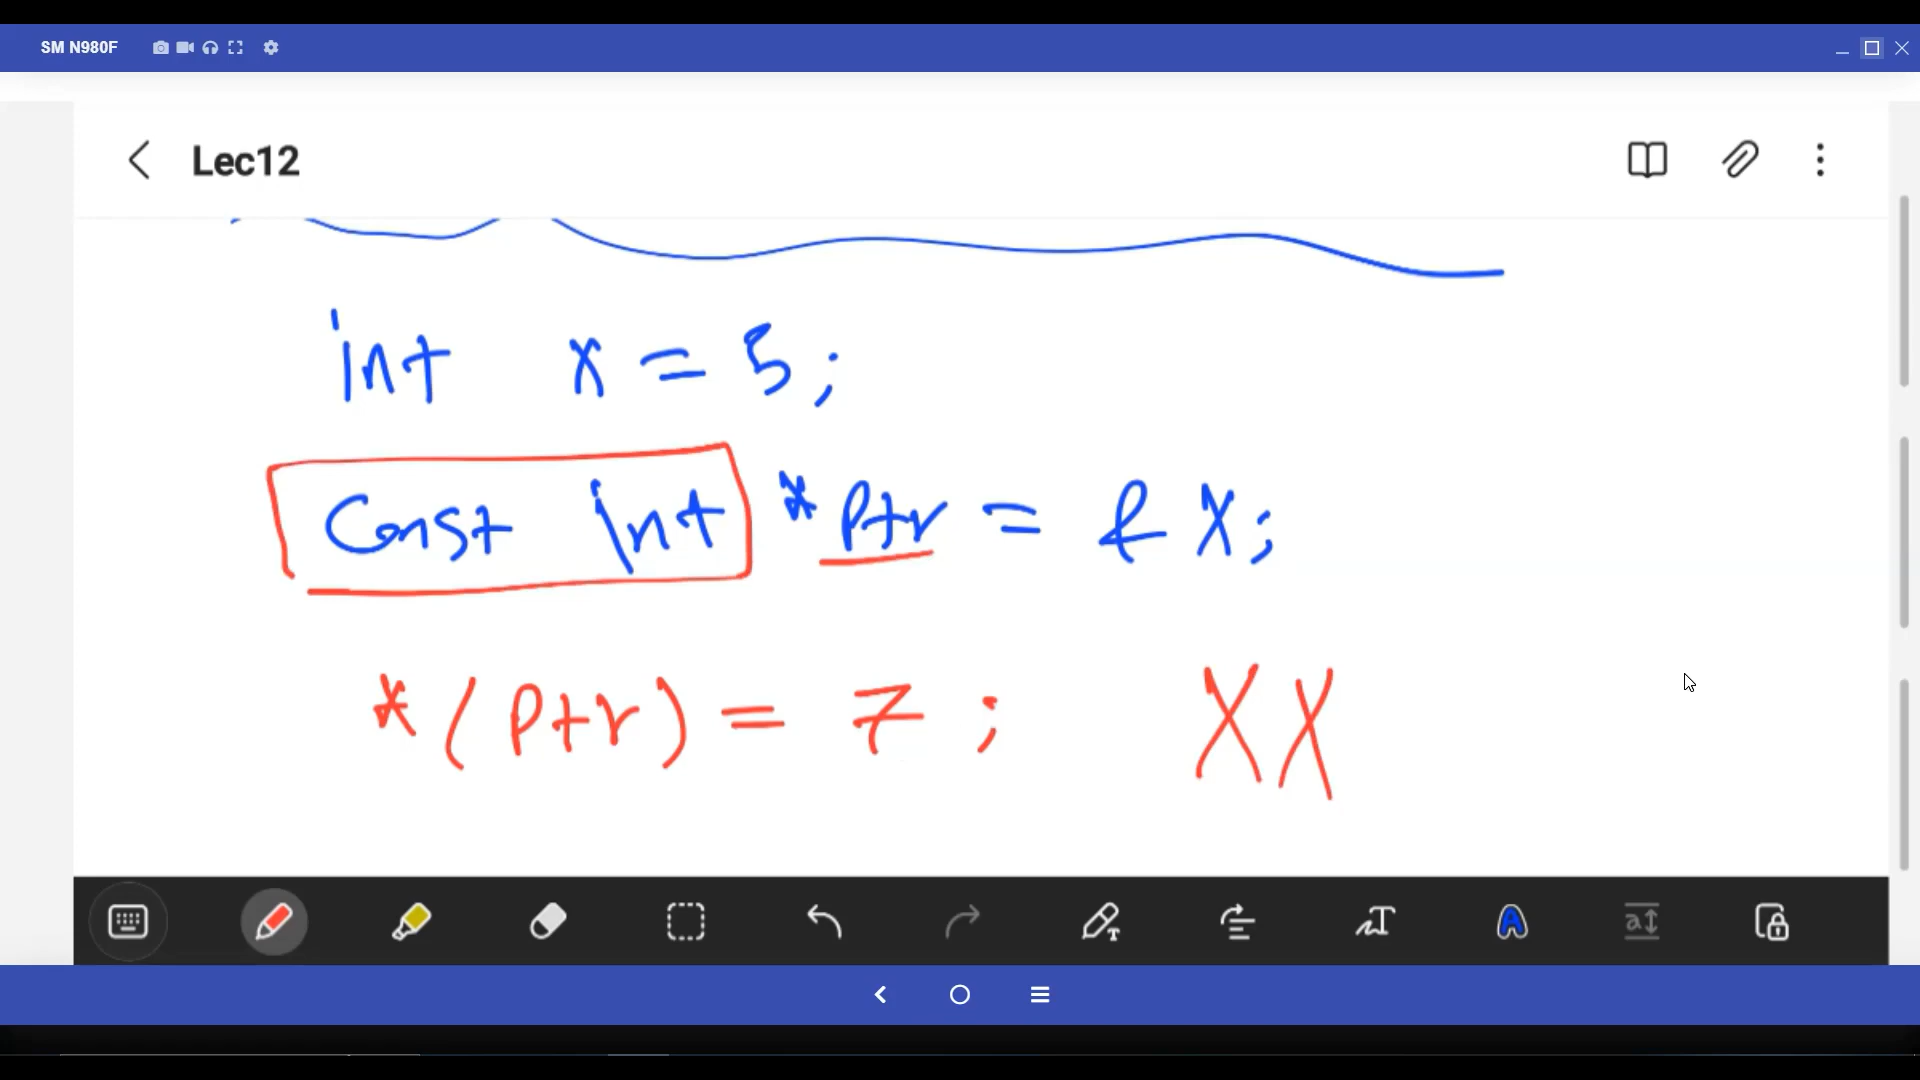 SM N980F
Lec12
int x = 5;
Const int *Ptr = & x;
*(Ptr) = 7; XX